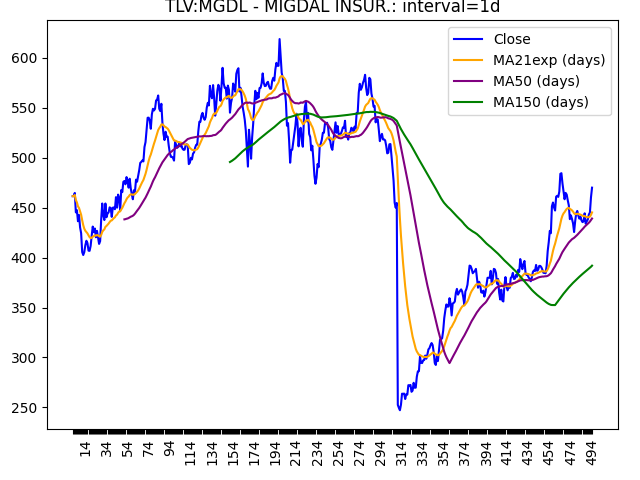 TLV:MGDL - MIGDAL INSUR.: interval=1d
Close
MA21exp (days)
MA50 (days)
MA150 (days)
600
550
500
450
400
350
300
250
14 34 54 74 94 114 134 154 174 194 214 234 254 274 294 314 334 354 374 394 414 434 454 474 494